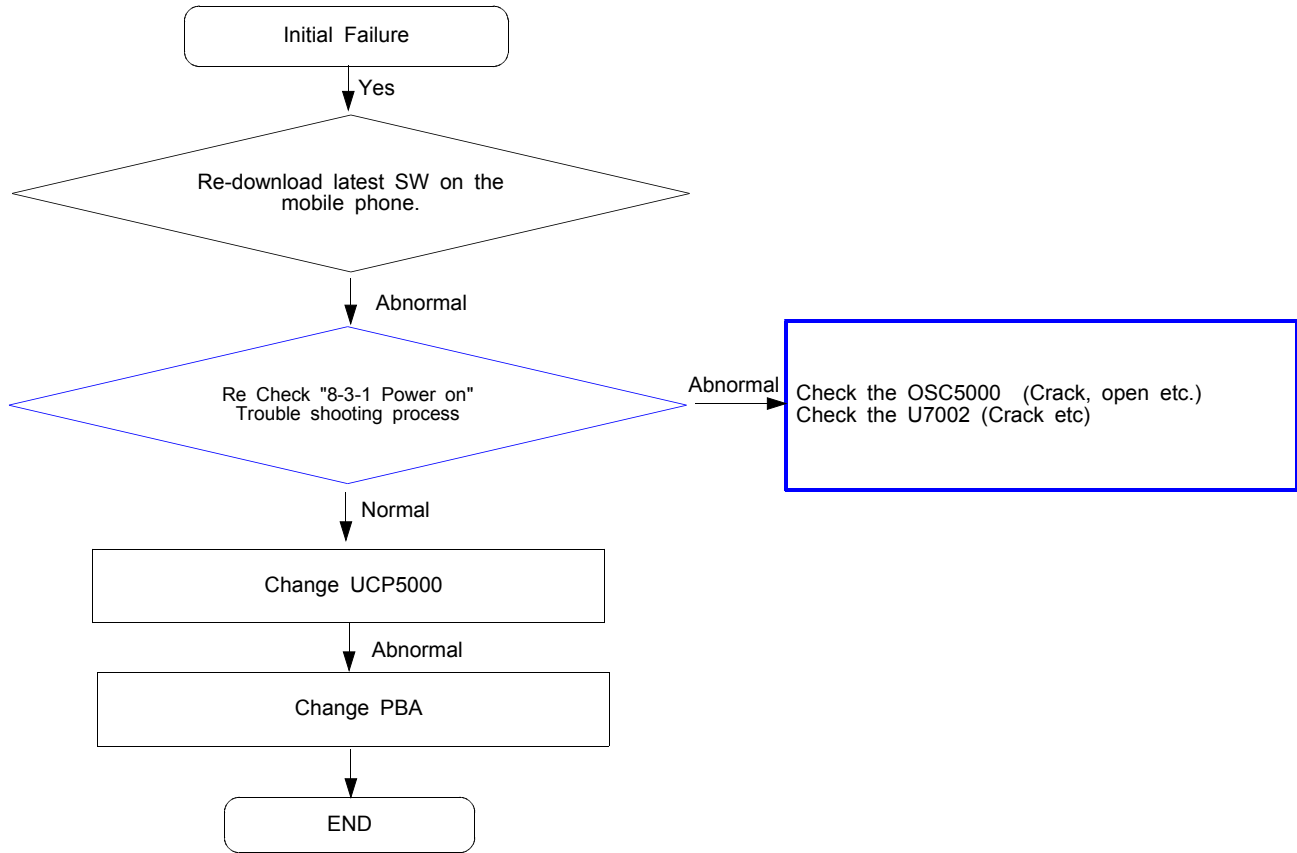 Initial Failure
Yes
Re-download latest SW on the
mobile phone.
Abnormal
Re Check "8-3-1 Power on"
Trouble shooting process
Abnormal
Check the OSC5000 (Crack, open etc.)
Check the U7002 (Crack etc)
Normal
Change UCP5000
Abnormal
Change PBA
END